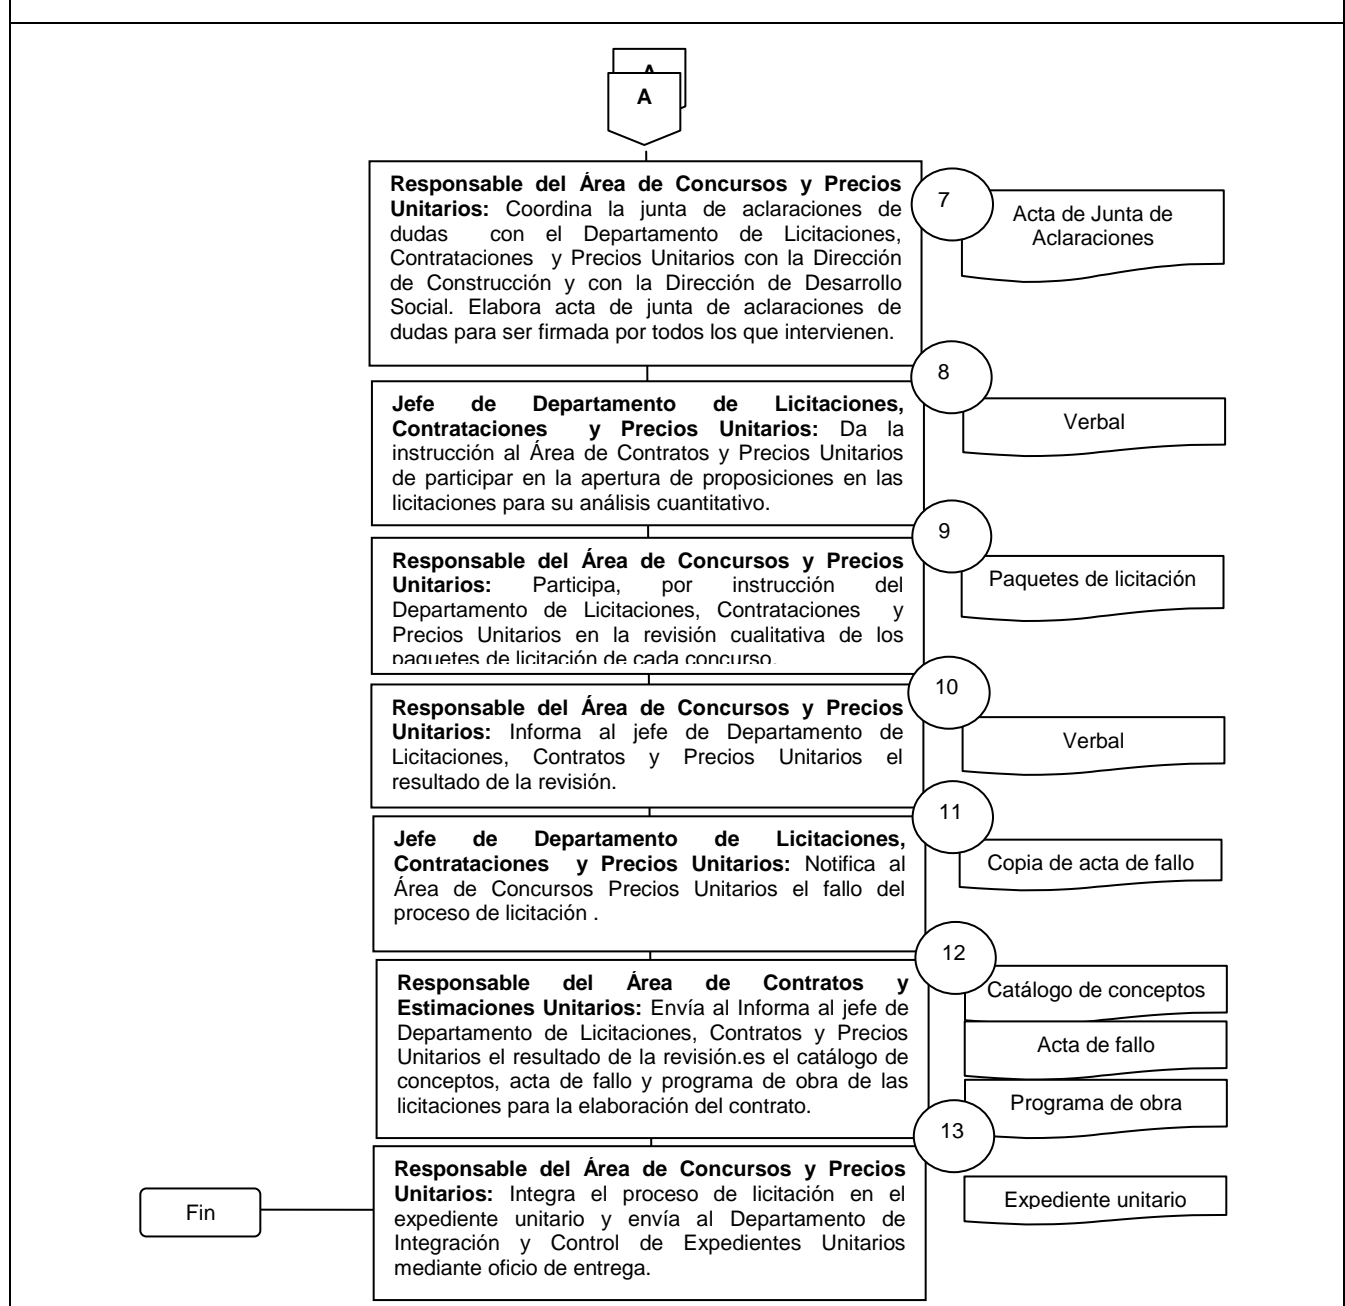 A
A
Responsable del Área de Concursos y Precios
Unitarios: Coordina la junta de aclaraciones de
dudas con el Departamento de Licitaciones,
Contrataciones y Precios Unitarios con la Dirección
de Construcción y con la Dirección de Desarrollo
Social. Elabora acta de junta de aclaraciones de
dudas para ser firmada por todos los que intervienen.
7
Acta de Junta de
Aclaraciones
Jefe de Departamento de Licitaciones,
Contrataciones y Precios Unitarios: Da la
instrucción al Área de Contratos y Precios Unitarios
de participar en la apertura de proposiciones en las
licitaciones para su análisis cuantitativo.
8
Verbal
Responsable del Área de Concursos y Precios
Unitarios: Participa, por instrucción del
Departamento de Licitaciones, Contrataciones y
Precios Unitarios en la revisión cualitativa de los
paquetes de licitación de cada concurso.
9
Paquetes de licitación
Responsable del Área de Concursos y Precios
Unitarios: Informa al jefe de Departamento de
Licitaciones, Contratos y Precios Unitarios el
resultado de la revisión.
10
Verbal
Jefe de Departamento de Licitaciones,
Contrataciones y Precios Unitarios: Notifica al
Área de Concursos Precios Unitarios el fallo del
proceso de licitación .
11
Copia de acta de fallo
Responsable del Área de Contratos y
Estimaciones Unitarios: Envía al Informa al jefe de
Departamento de Licitaciones, Contratos y Precios
Unitarios el resultado de la revisión.es el catálogo de
conceptos, acta de fallo y programa de obra de las
licitaciones para la elaboración del contrato.
12
Catálogo de conceptos
Acta de fallo
Programa de obra
Responsable del Área de Concursos y Precios
Unitarios: Integra el proceso de licitación en el
expediente unitario y envía al Departamento de
Integración y Control de Expedientes Unitarios
mediante oficio de entrega.
13
Expediente unitario
Fin